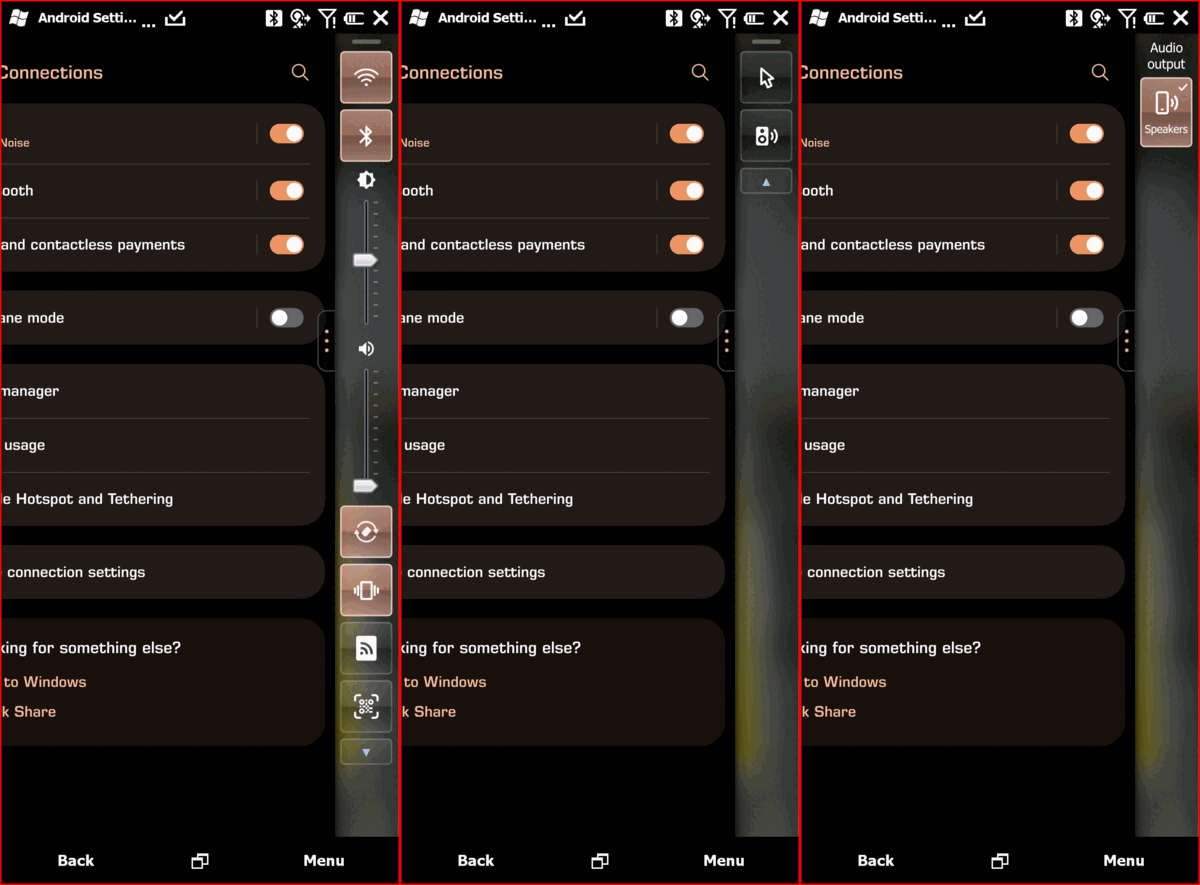 Android Setti... ...
Connections
Noise
ooth
and contactless payments
ane mode
manager
usage
e Hotspot and Tethering
connection settings
king for something else?
to Windows
k Share
Back
Menu
Android Setti... ...
Connections
Noise
ooth
and contactless payments
ane mode
manager
usage
e Hotspot and Tethering
connection settings
king for something else?
to Windows
k Share
Back
Menu
Android Setti... ...
Audio
output
Speakers
Connections
Noise
ooth
and contactless payments
ane mode
manager
usage
e Hotspot and Tethering
connection settings
king for something else?
to Windows
k Share
Back
Menu